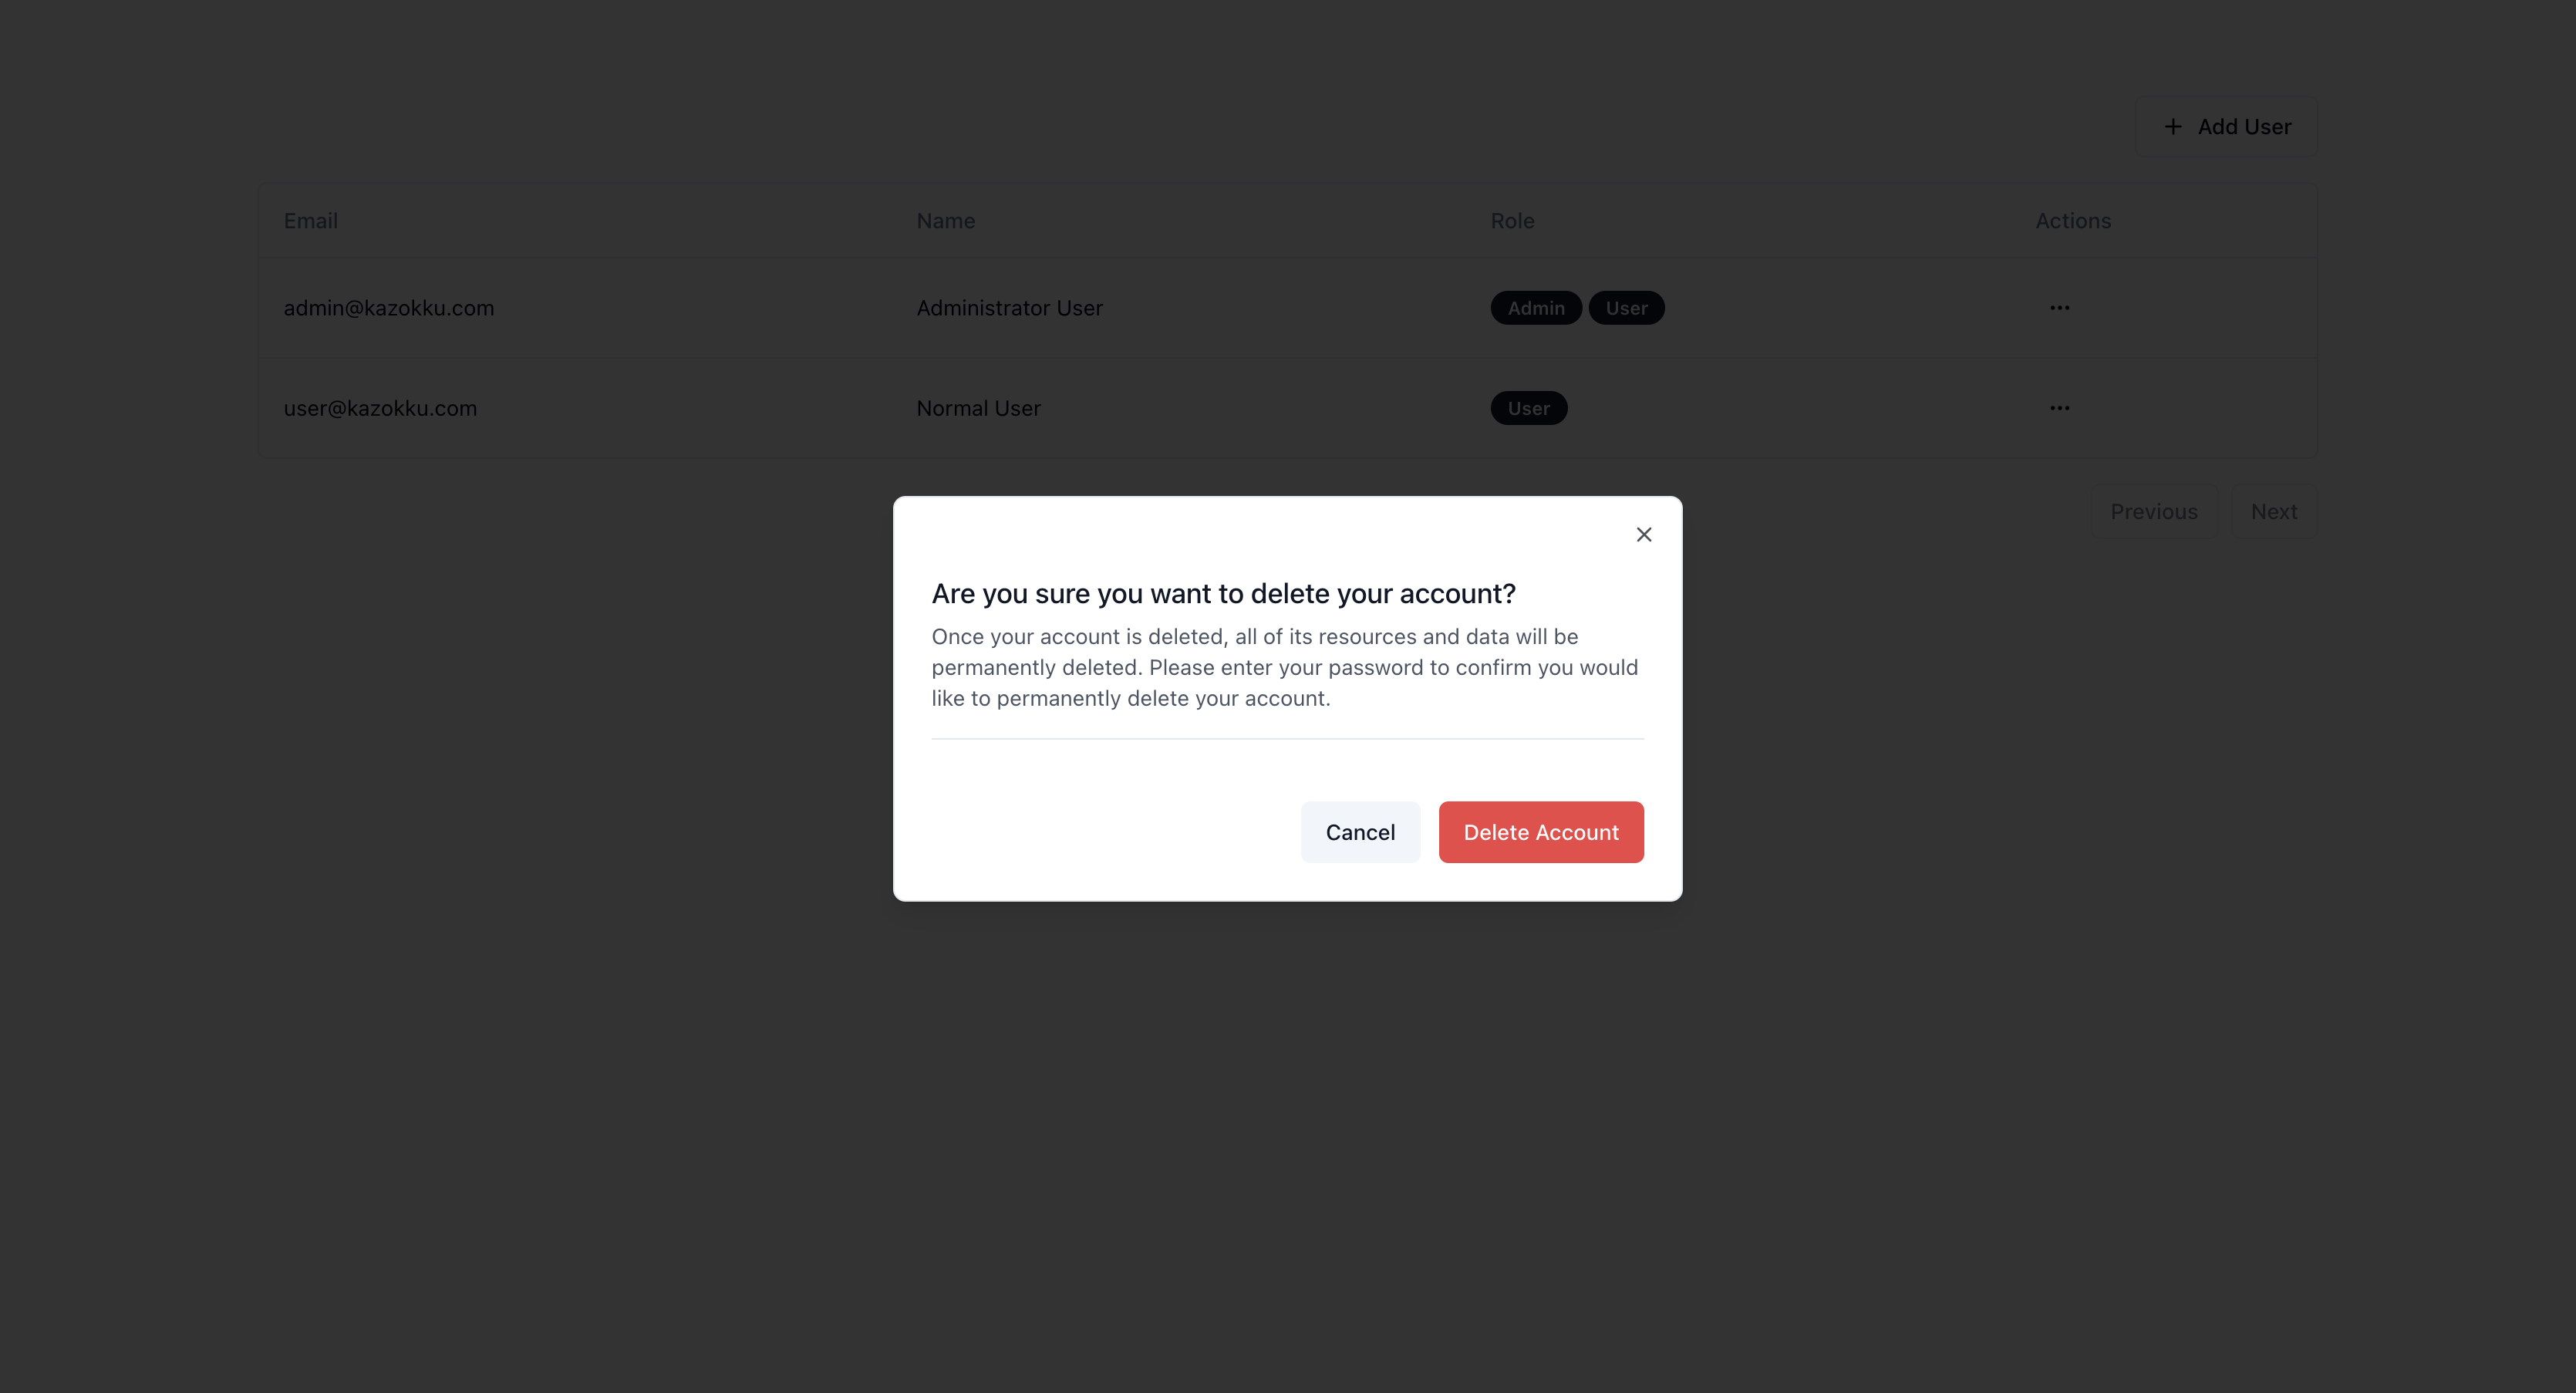 Add User
Email Name Role Actions
admin@kazokku.com Administrator User Admin User
user@kazokku.com Normal User User
Previous Next
Are you sure you want to delete your account?
Once your account is deleted, all of its resources and data will be
permanently deleted. Please enter your password to confirm you would
like to permanently delete your account.
Cancel Delete Account